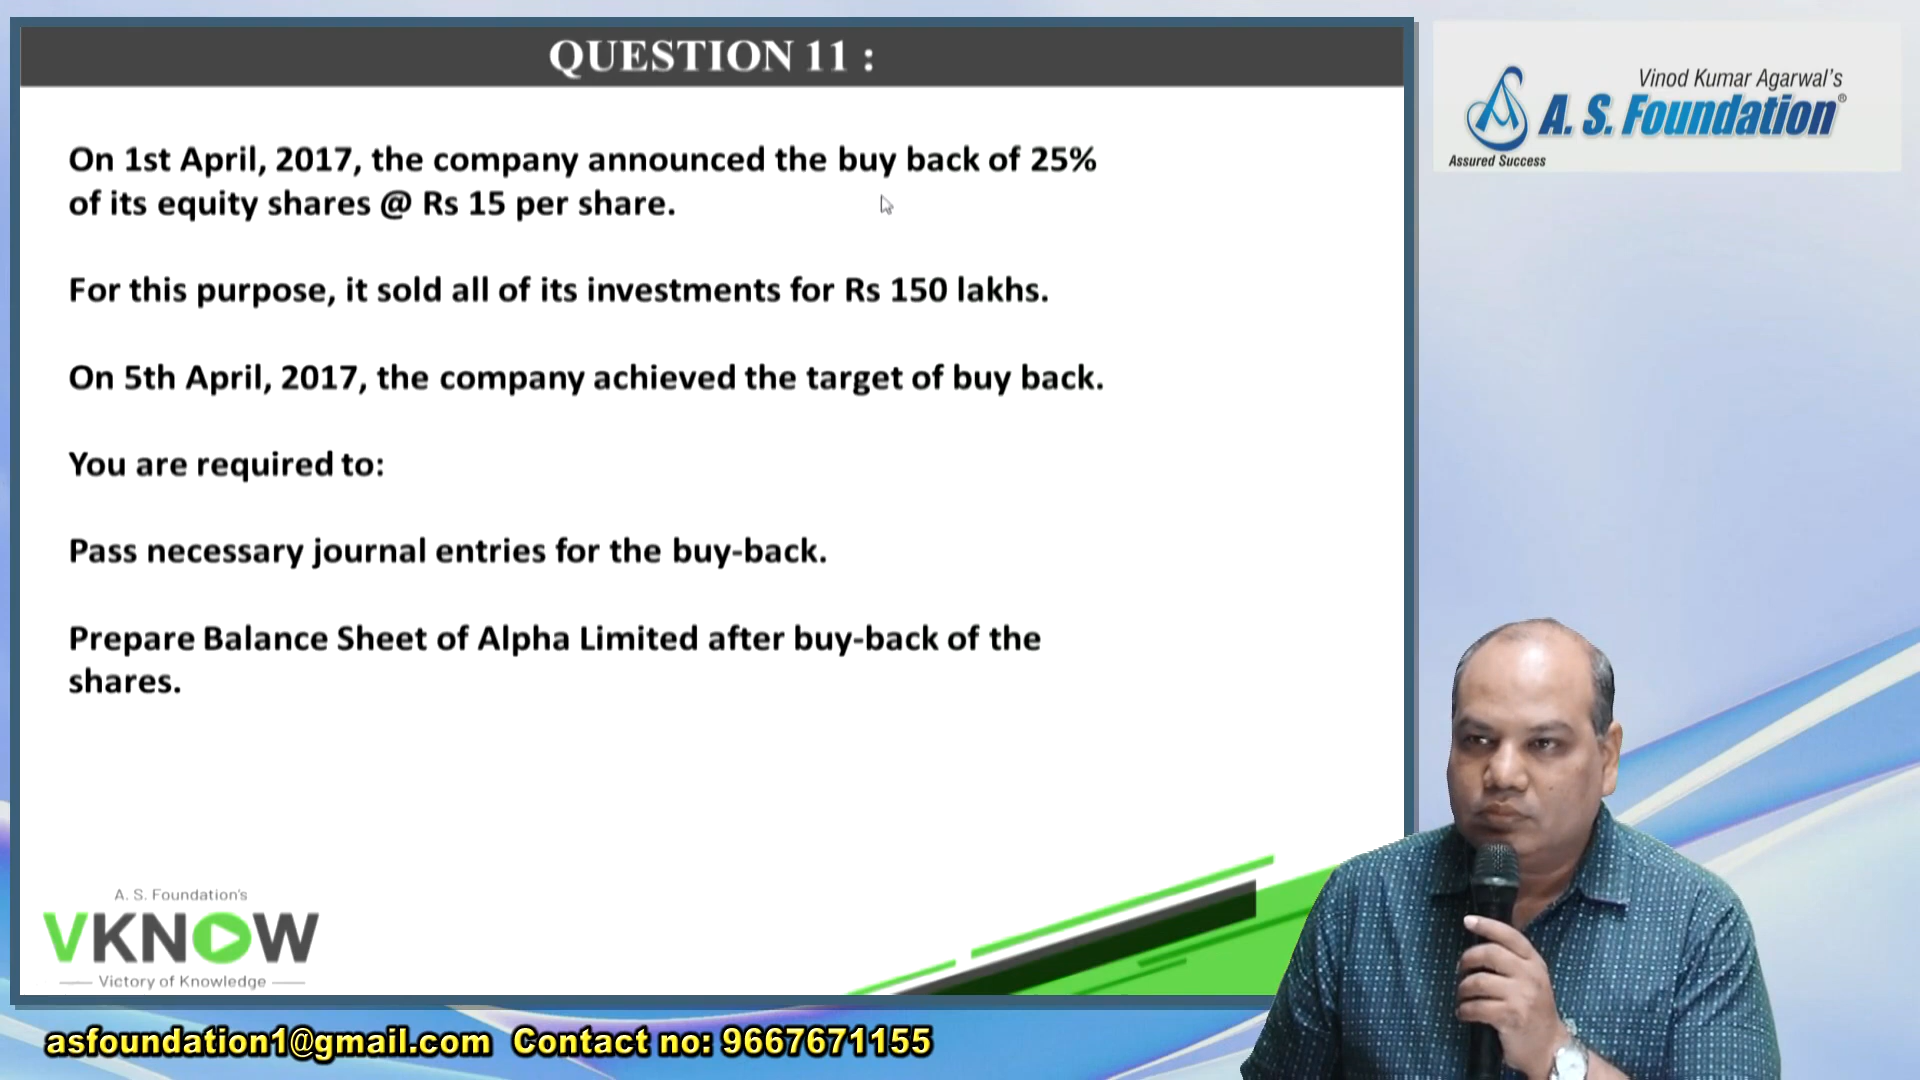 QUESTION 11 :
Vinod Kumar Agarwal's
A. S. Foundation®
Assured Success
On 1st April, 2017, the company announced the buy back of 25%
of its equity shares @ Rs 15 per share.
For this purpose, it sold all of its investments for Rs 150 lakhs.
On 5th April, 2017, the company achieved the target of buy back.
You are required to:
Pass necessary journal entries for the buy-back.
Prepare Balance Sheet of Alpha Limited after buy-back of the
shares.
A. S. Foundation's
VKNOW
Victory of Knowledge
asfoundation1@gmail.com Contact no: 9667671155